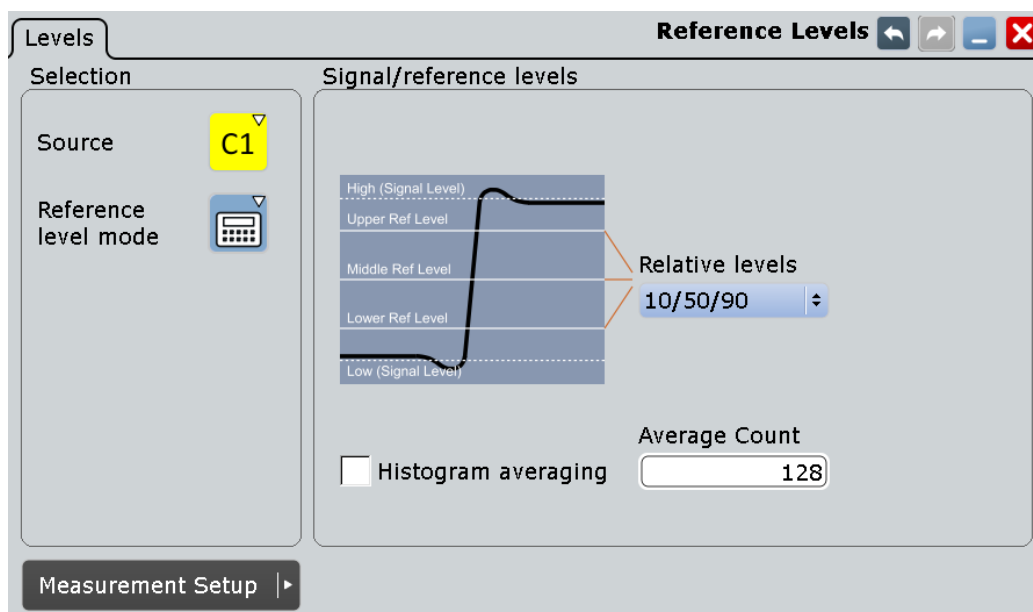 Levels
Reference Levels
Selection
Signal/reference levels
Source
C1
Reference
level mode
High (Signal Level)
Upper Ref Level
Middle Ref Level
Lower Ref Level
Low (Signal Level)
Relative levels
10/50/90
Histogram averaging
Average Count
128
Measurement Setup